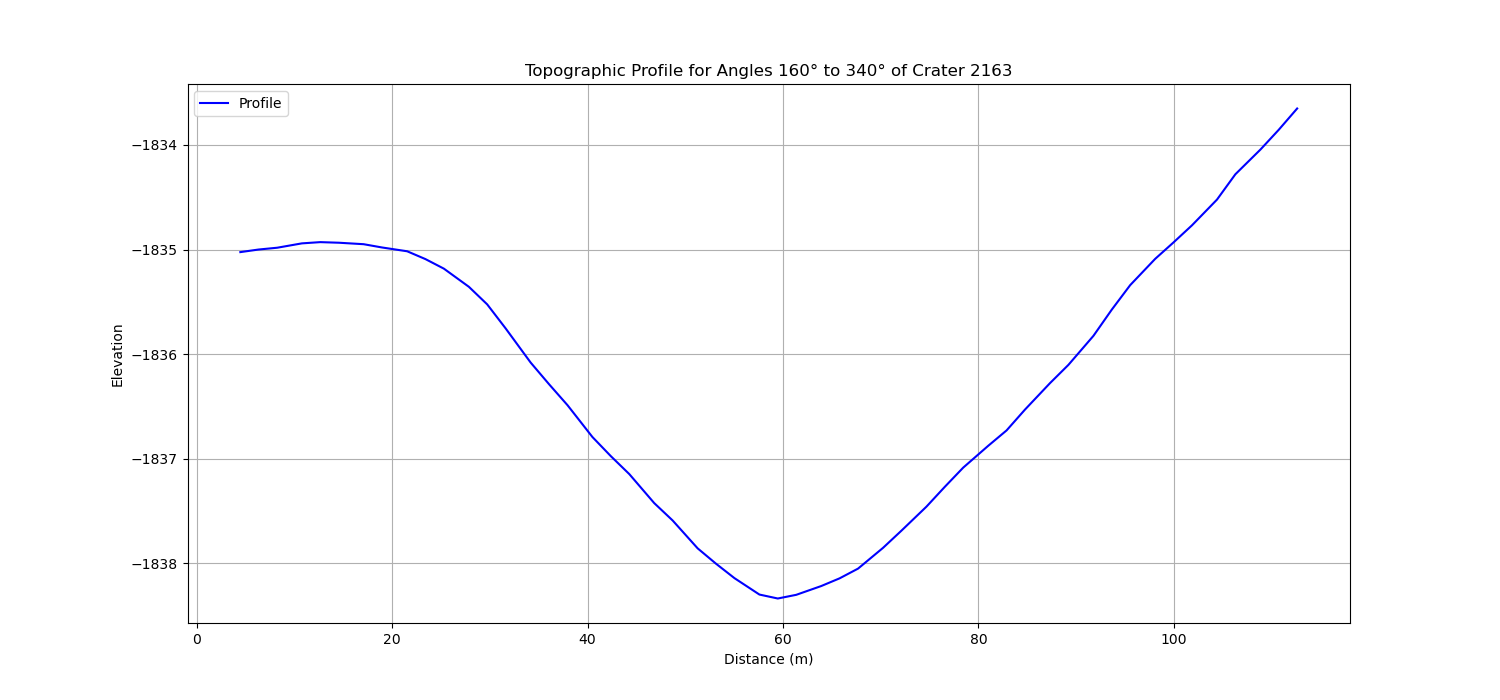 Topographic Profile for Angles 160° to 340° of Crater 2163
Profile
Elevation
−1834
−1835
−1836
−1837
−1838
0 20 40 60 80 100
Distance (m)